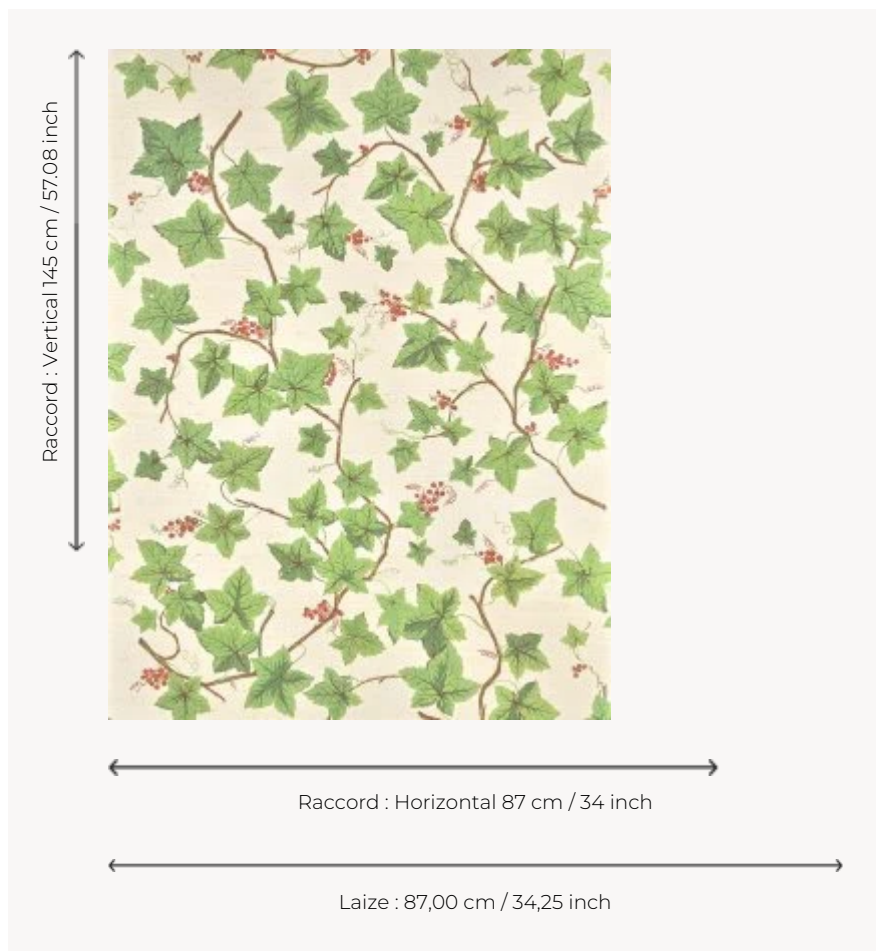 Raccord : Vertical 145 cm / 57.08 inch
Raccord : Horizontal 87 cm / 34 inch
Laize : 87,00 cm / 34,25 inch